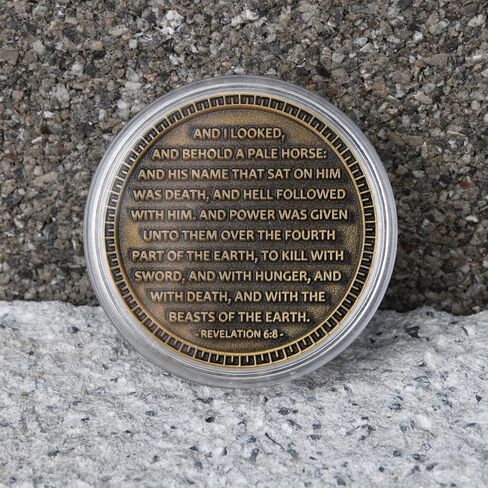 AND I LOOKED,
AND BEHOLD A PALE HORSE:
AND HIS NAME THAT SAT ON HIM
WAS DEATH, AND HELL FOLLOWED
WITH HIM. AND POWER WAS GIVEN
UNTO THEM OVER THE FOURTH
PART OF THE EARTH, TO KILL WITH
SWORD, AND WITH HUNGER, AND
WITH DEATH, AND WITH THE
BEASTS OF THE EARTH.
- REVELATION 6:8 -